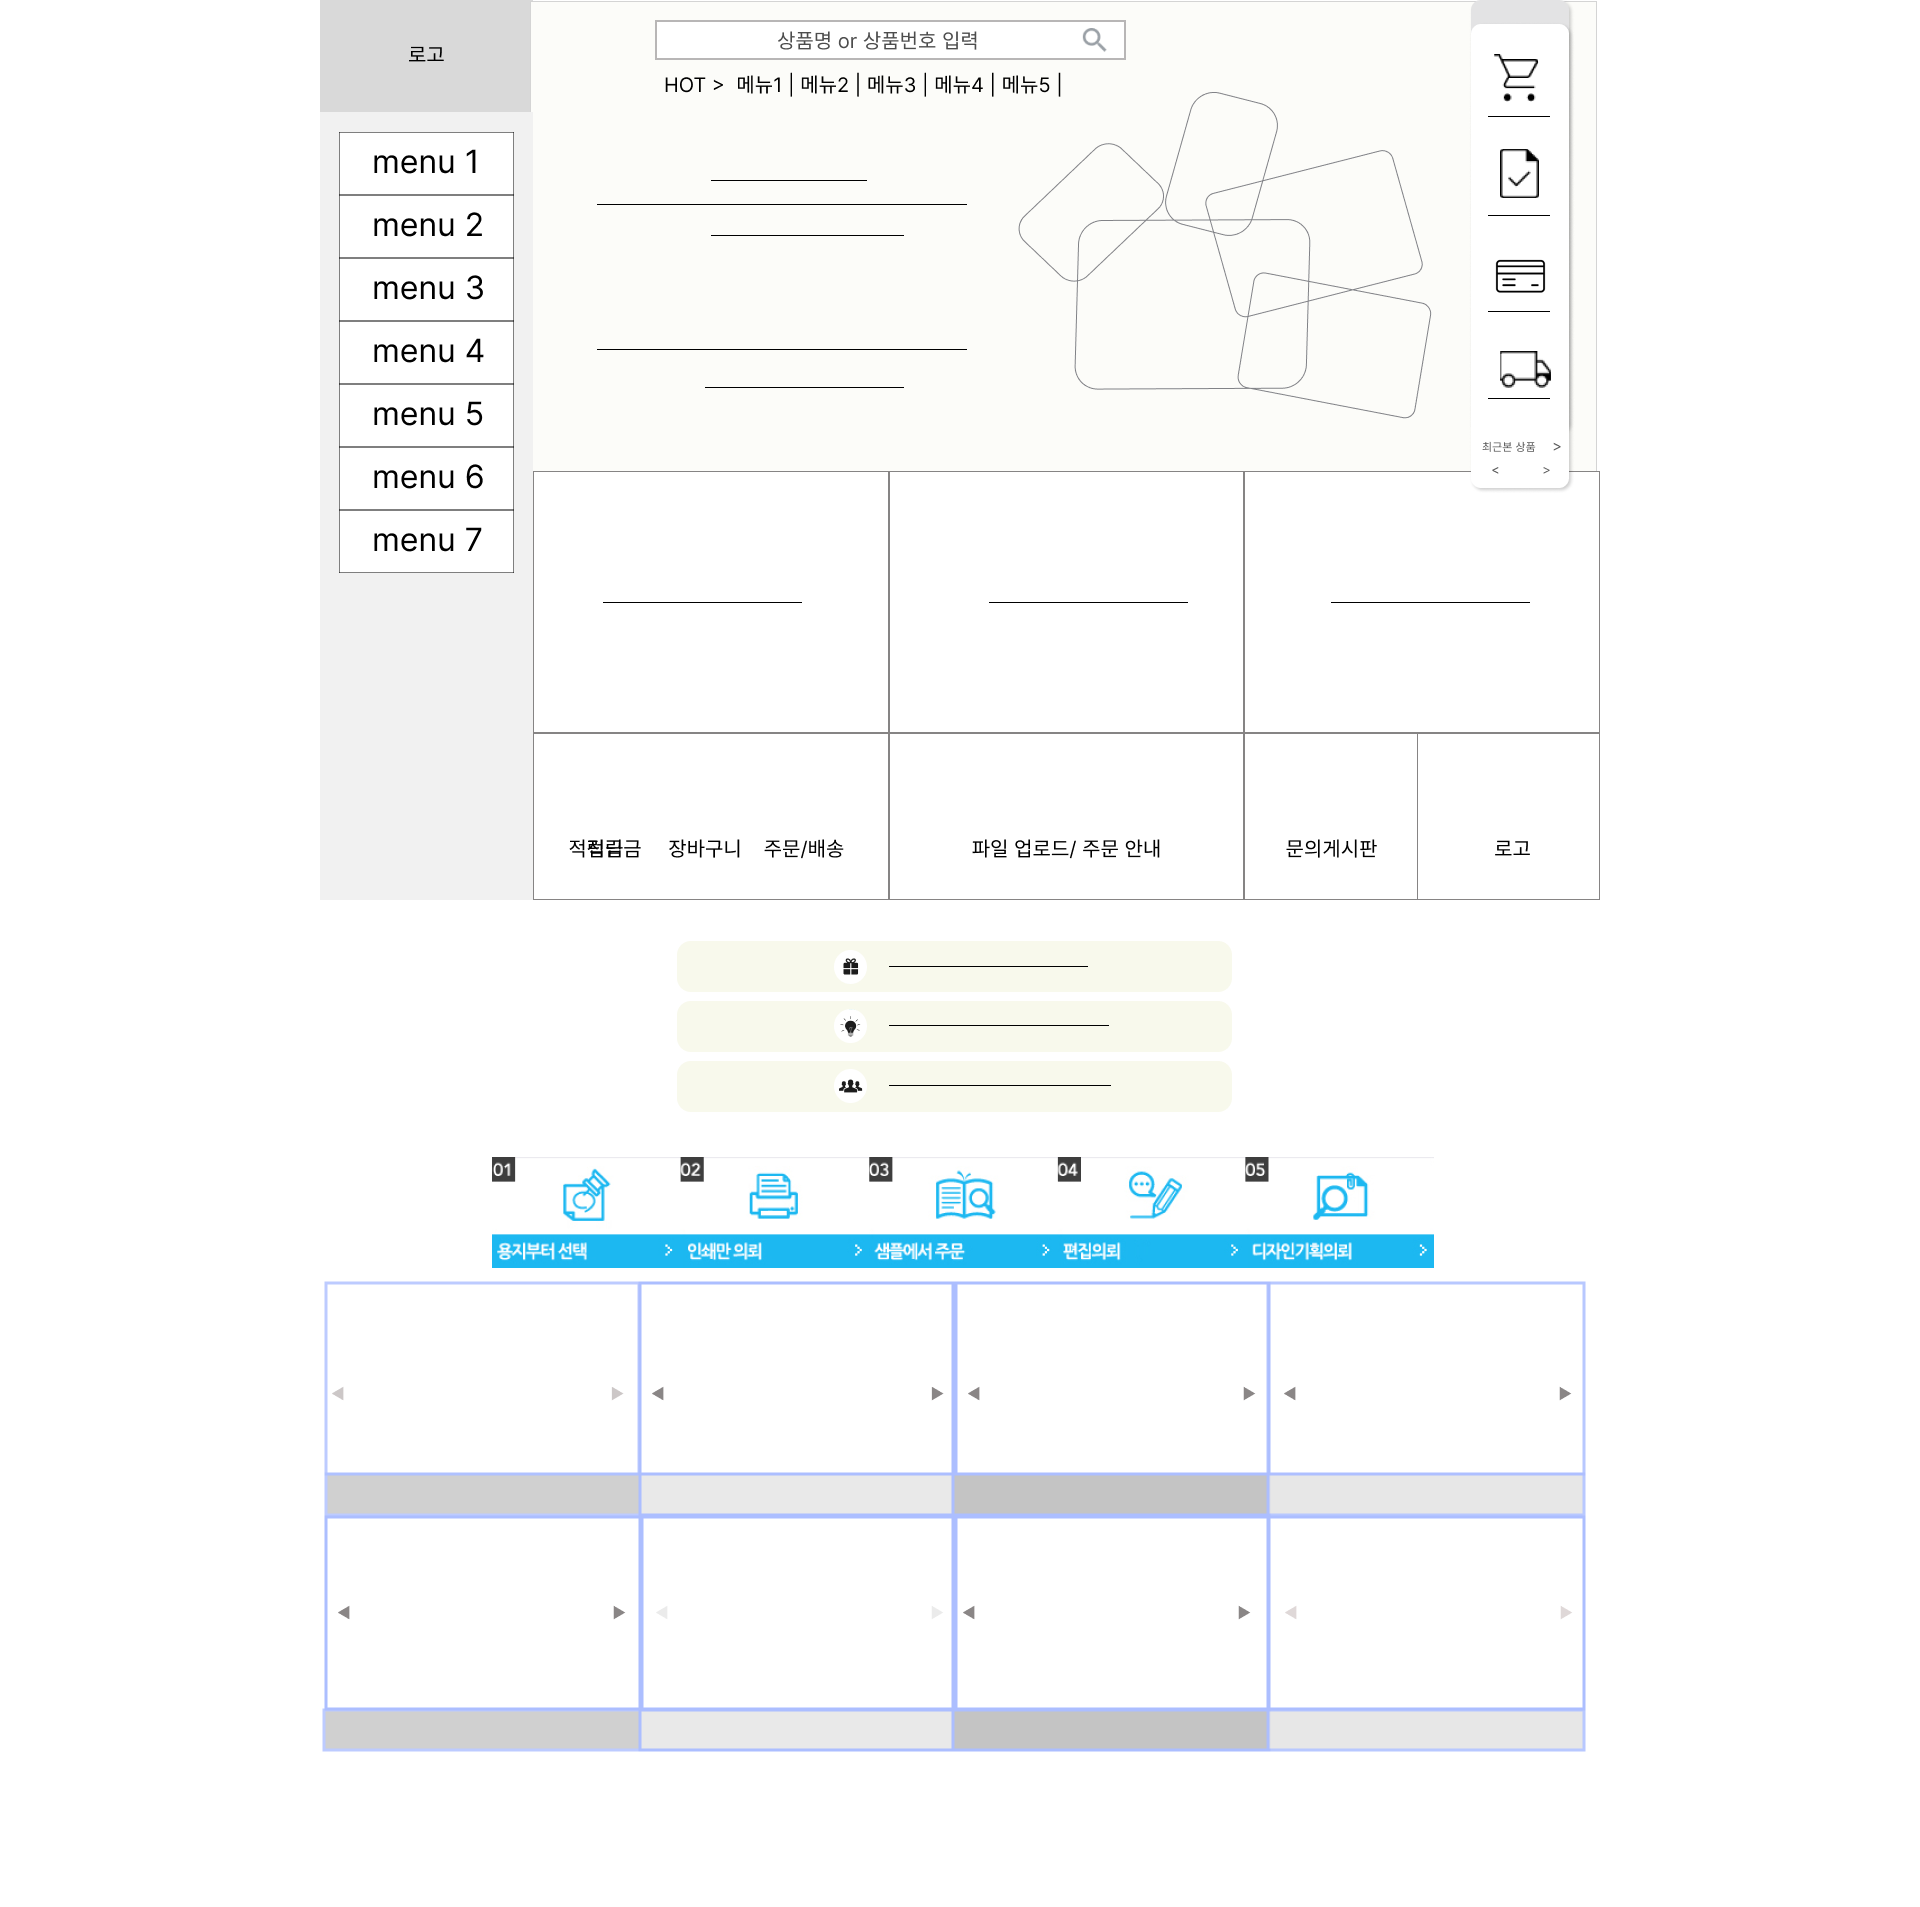 로고
상품명 or 상품번호 입력
HOT > 메뉴1 | 메뉴2 | 메뉴3 | 메뉴4 | 메뉴5 |
menu 1
menu 2
menu 3
menu 4
menu 5
menu 6
menu 7
최근본 상품 >
< >
장바구니 주문/배송
파일 업로드/ 주문 안내
문의게시판
로고
01 02 03 04 05
용지부터 선택 > 인쇄만 의뢰 > 샘플에서 주문 > 편집의뢰 > 디자인기획의뢰 >